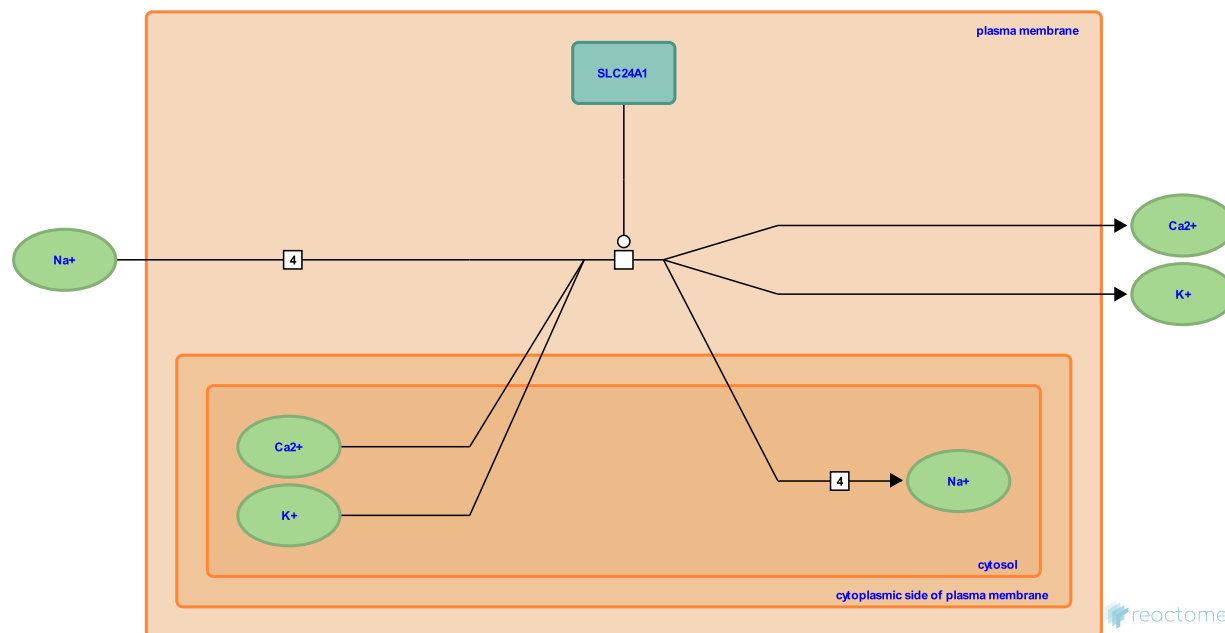 plasma membrane
SLC24A1
Ca2+
Na+
4
K+
Ca2+
4
Na+
K+
cytosol
cytoplasmic side of plasma membrane
reactome